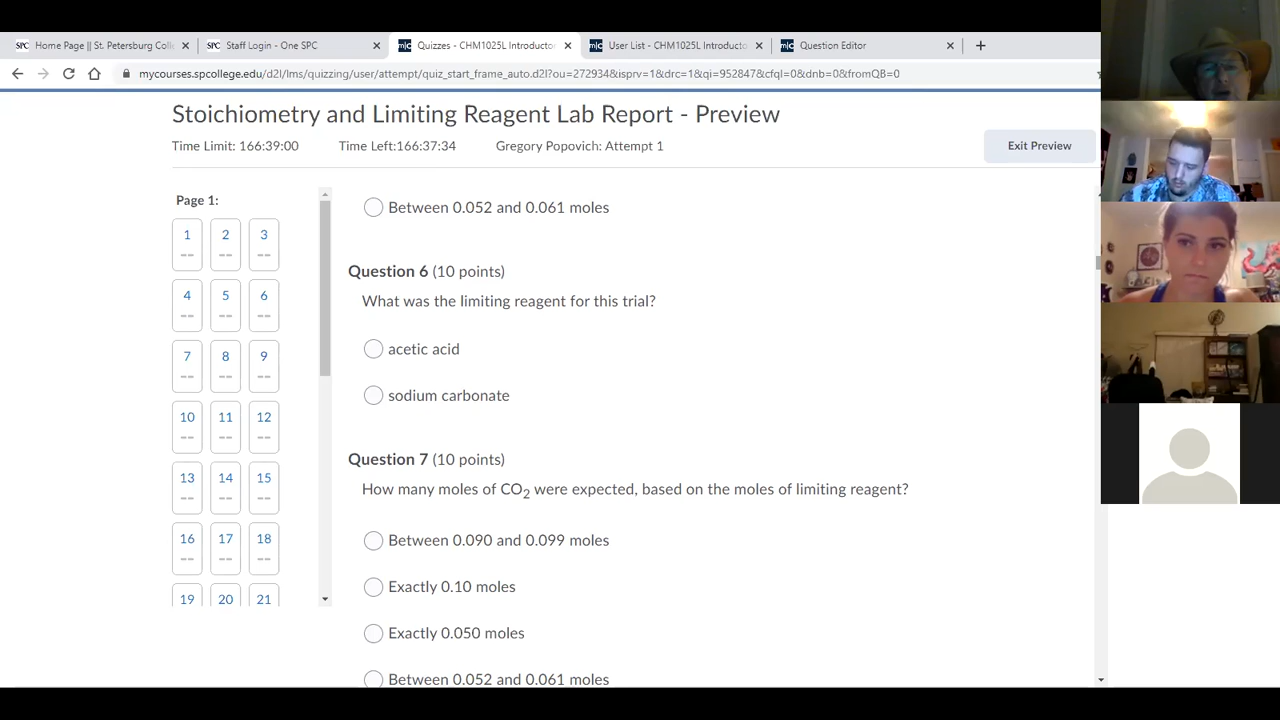 SPC Home Page || St. Petersburg Coll
SPC Staff Login - One SPC
Quizzes - CHM1025L Introductor
User List - CHM1025L Introducto
Question Editor
mycourses.spcollege.edu/d2l/lms/quizzing/user/attempt/quiz_start_frame_auto.d2l?ou=272934&isprv=1&drc=1&qi=952847&cfql=0&dnb=0&fromQB=0
Stoichiometry and Limiting Reagent Lab Report - Preview
Time Limit: 166:39:00 Time Left:166:37:34 Gregory Popovich: Attempt 1
Exit Preview
Page 1:
1 2 3
-- -- --
4 5 6
-- -- --
7 8 9
-- -- --
10 11 12
-- -- --
13 14 15
-- -- --
16 17 18
-- -- --
19 20 21
Between 0.052 and 0.061 moles
Question 6 (10 points)
What was the limiting reagent for this trial?
acetic acid
sodium carbonate
Question 7 (10 points)
How many moles of CO2 were expected, based on the moles of limiting reagent?
Between 0.090 and 0.099 moles
Exactly 0.10 moles
Exactly 0.050 moles
Between 0.052 and 0.061 moles